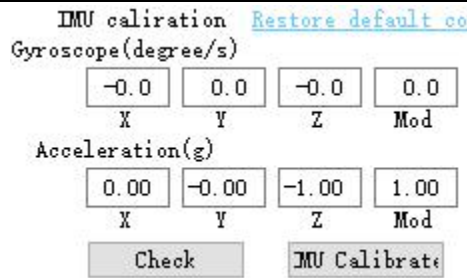 IMU caliration Restore default co
Gyroscope(degree/s)
-0.0 0.0 -0.0 0.0
X Y Z Mod
Acceleration(g)
0.00 -0.00 -1.00 1.00
X Y Z Mod
Check IMU Calibrate